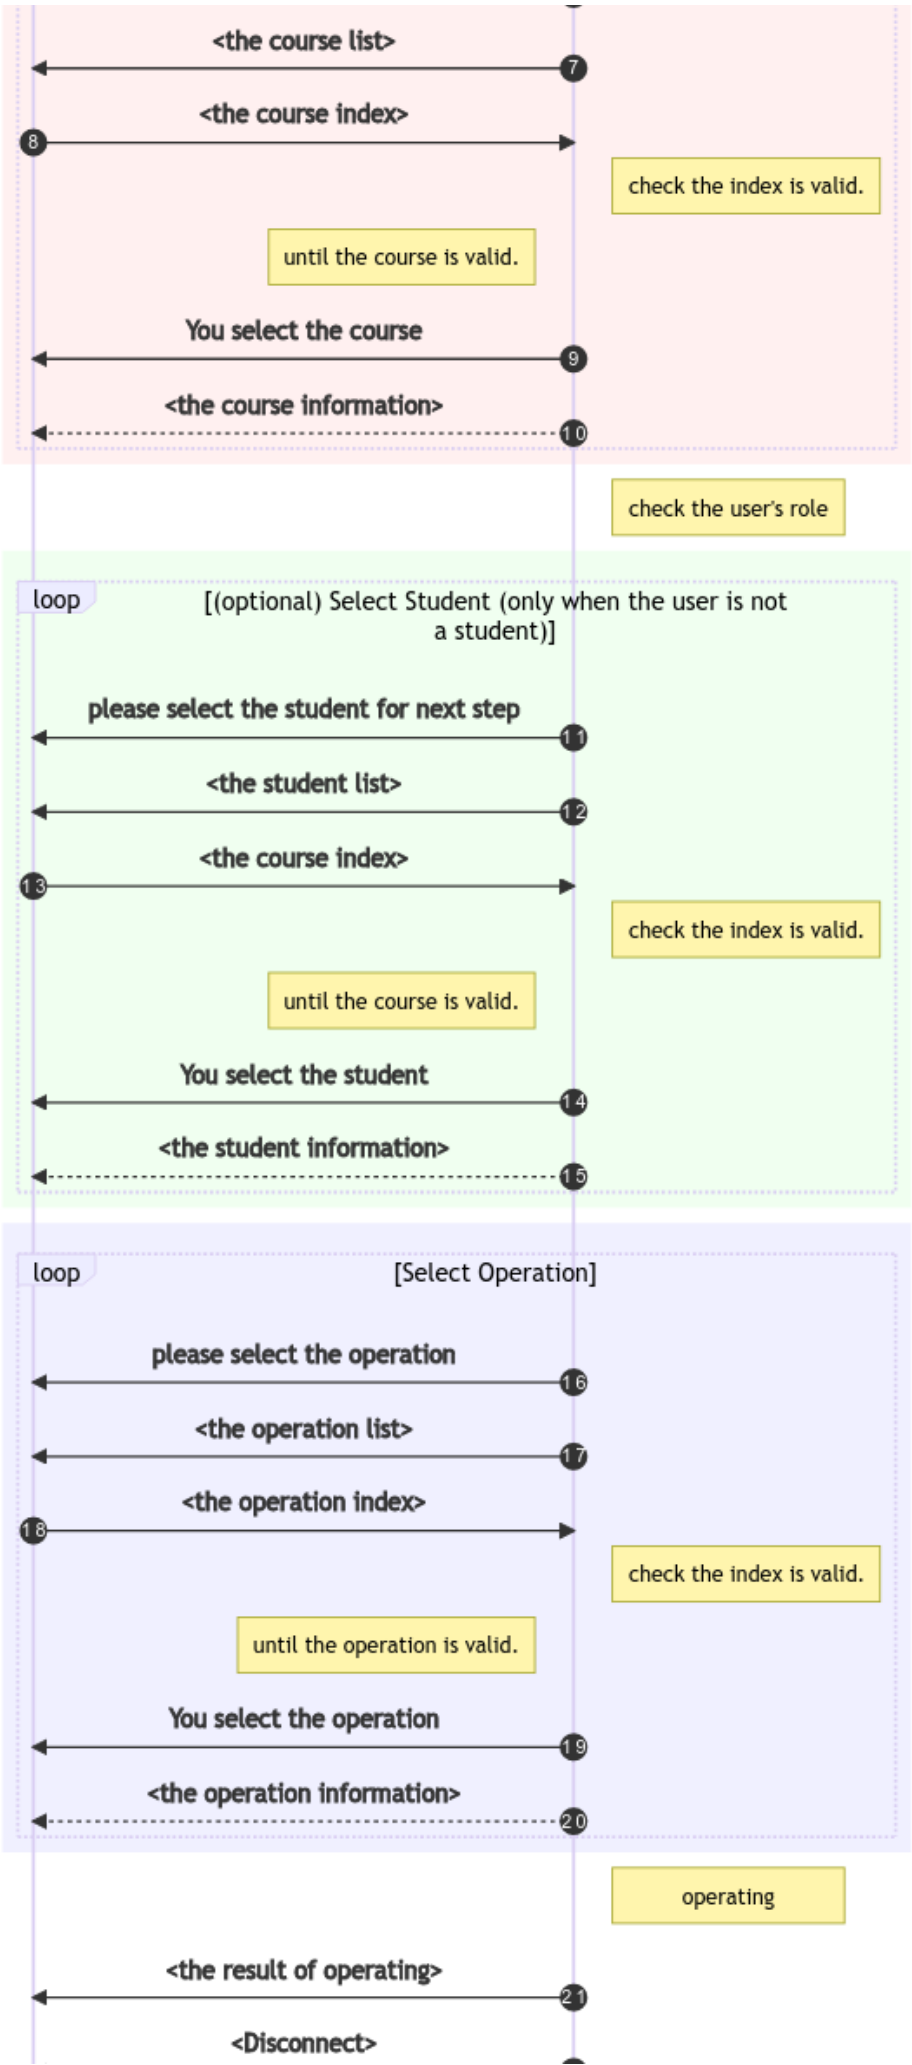 <the course list>
7
<the course index>
8
check the index is valid.
until the course is valid.
You select the course
9
<the course information>
10
check the user's role
loop
[(optional) Select Student (only when the user is not
a student)]
please select the student for next step
11
<the student list>
12
<the course index>
13
check the index is valid.
until the course is valid.
You select the student
14
<the student information>
15
loop
[Select Operation]
please select the operation
16
<the operation list>
17
<the operation index>
18
check the index is valid.
until the operation is valid.
You select the operation
19
<the operation information>
20
operating
<the result of operating>
21
<Disconnect>